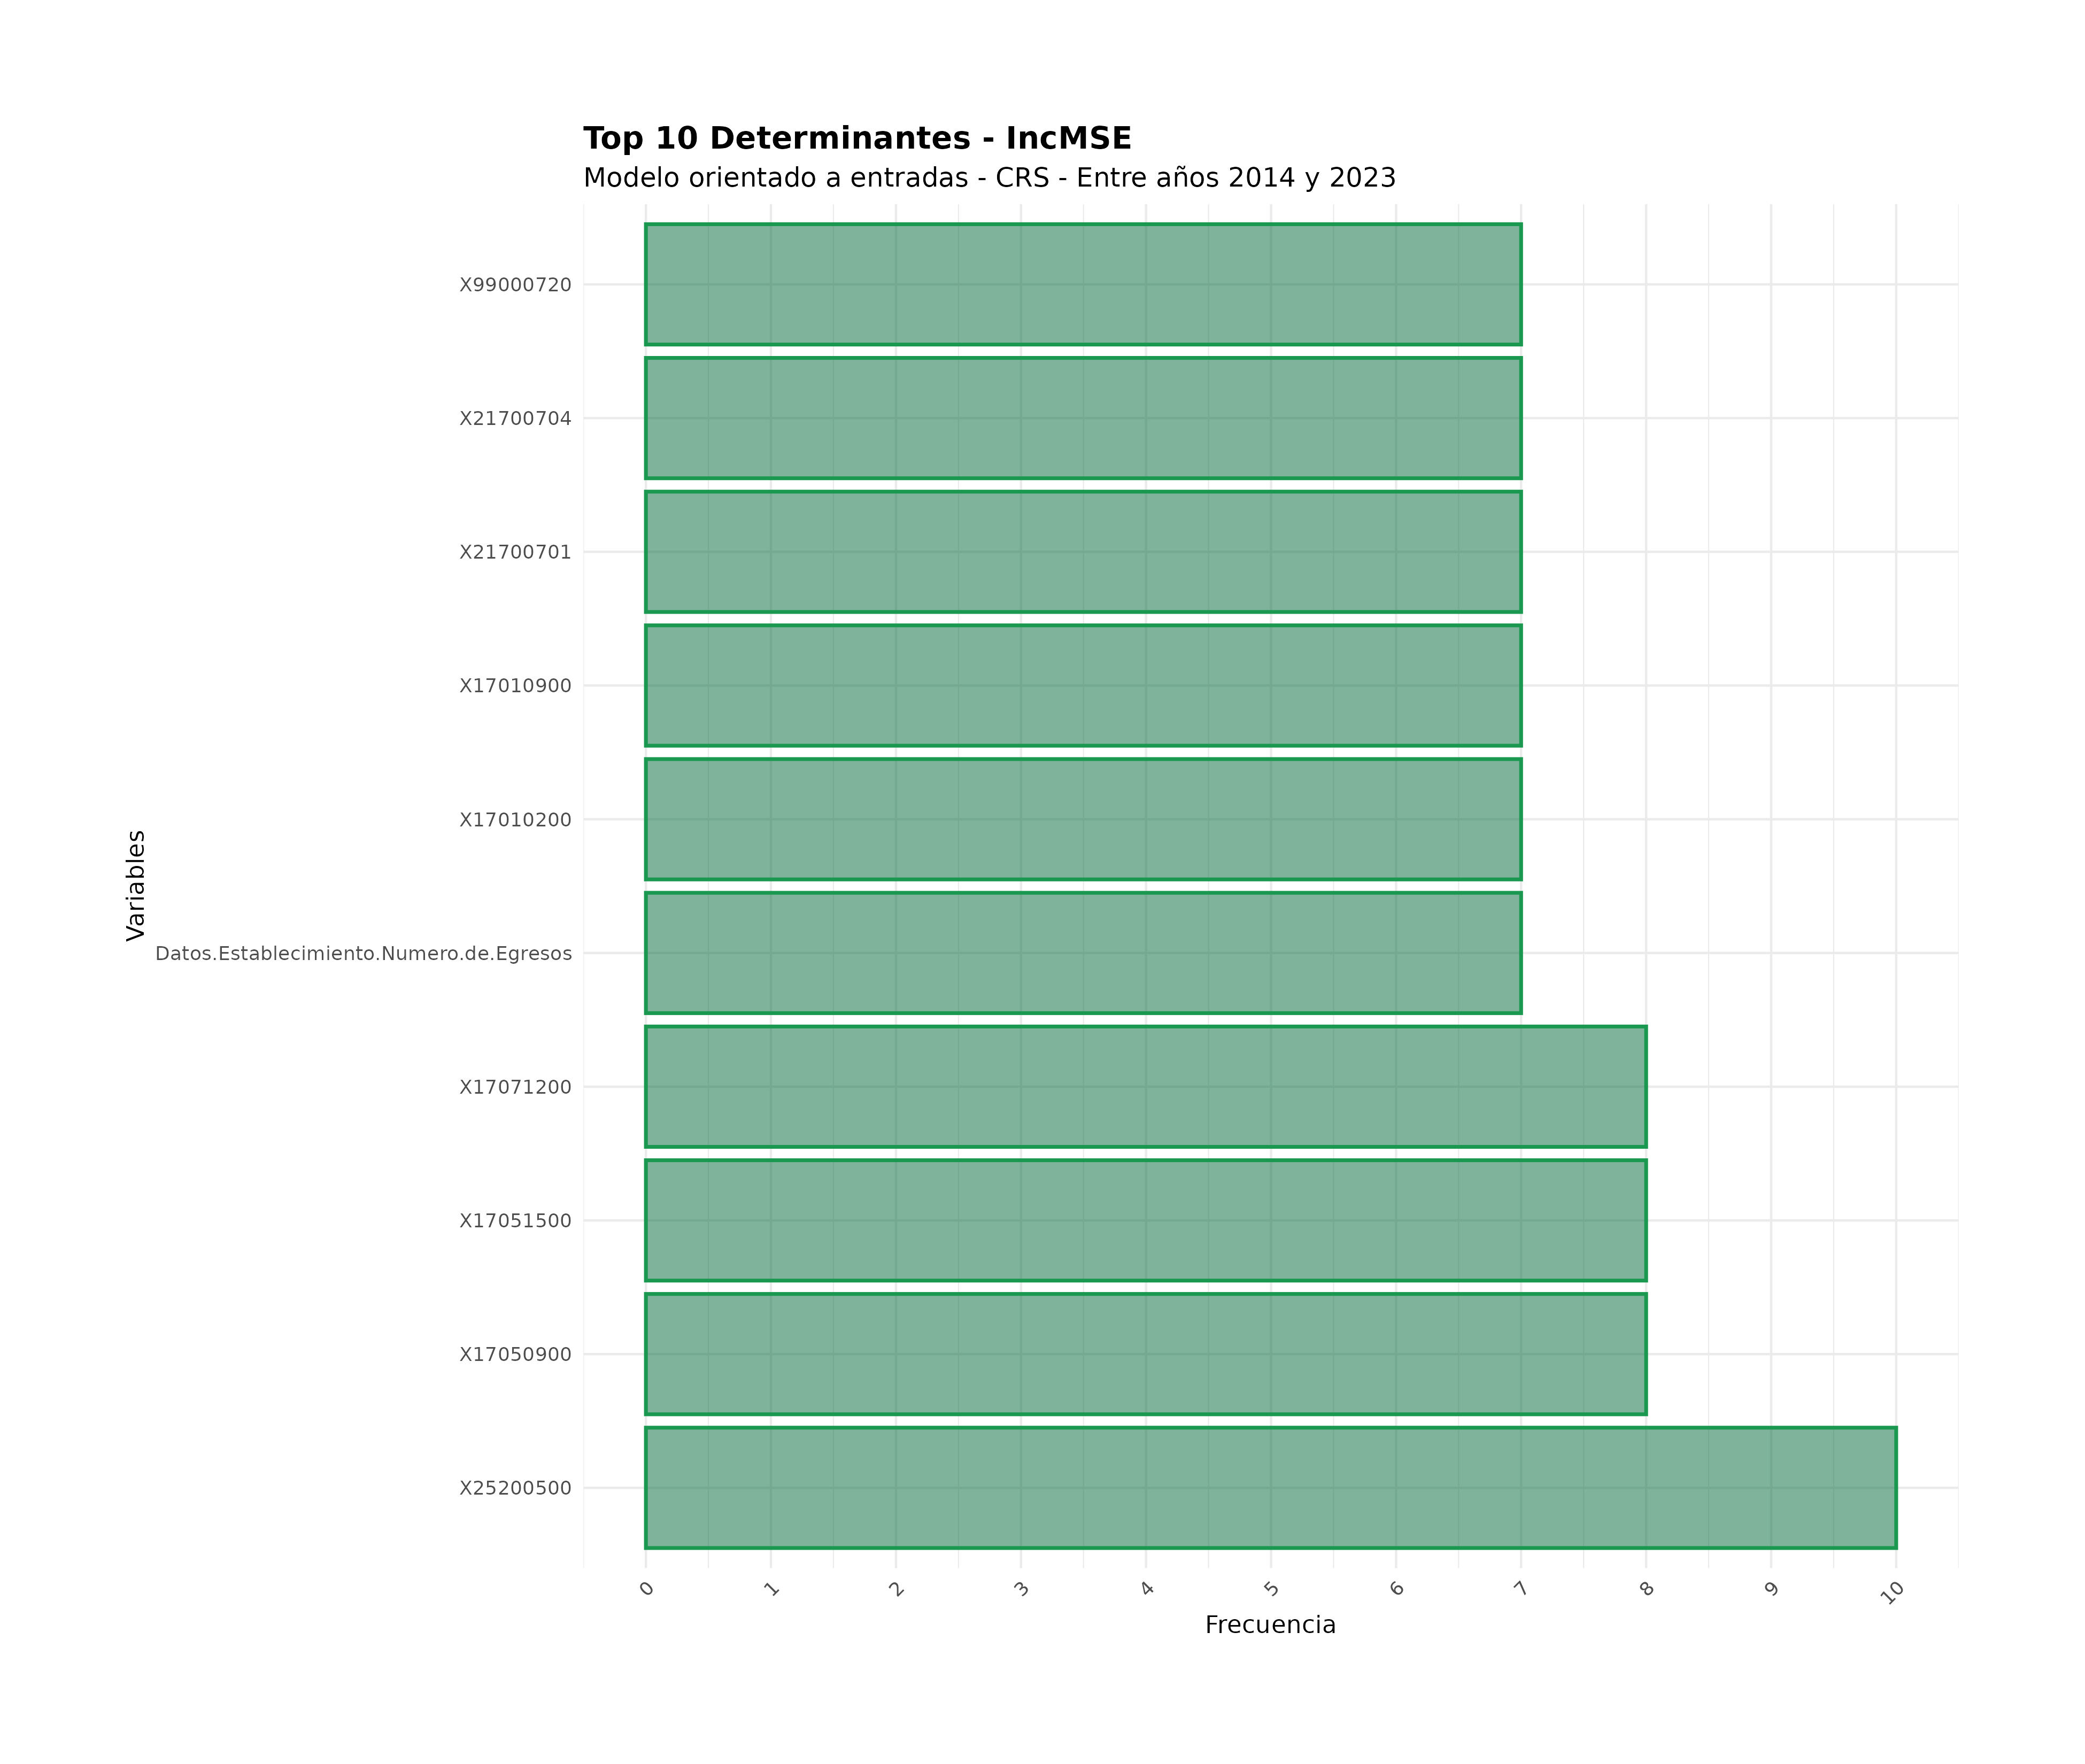 Top 10 Determinantes - IncMSE
Modelo orientado a entradas - CRS - Entre años 2014 y 2023
Variables
X99000720
X21700704
X21700701
X17010900
X17010200
Datos.Establecimiento.Numero.de.Egresos
X17071200
X17051500
X17050900
X25200500
0 1 2 3 4 5 6 7 8 9 10
Frecuencia